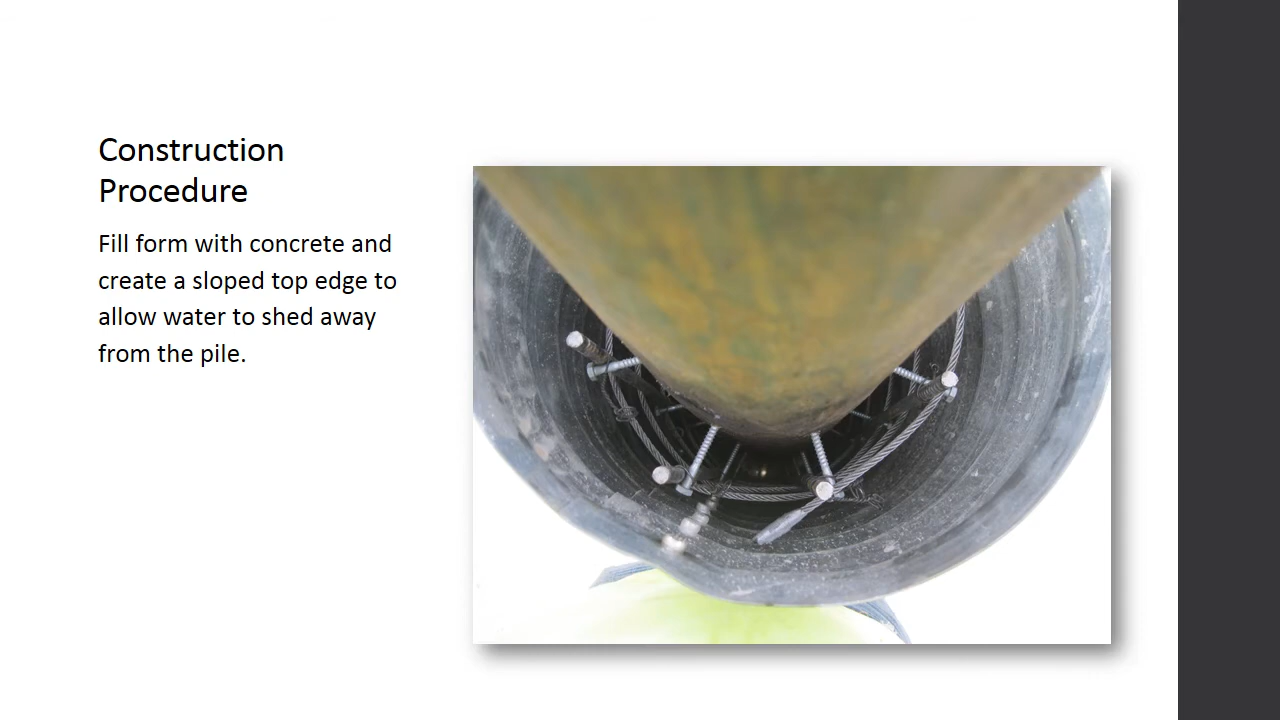 Construction
Procedure
Fill form with concrete and
create a sloped top edge to
allow water to shed away
from the pile.